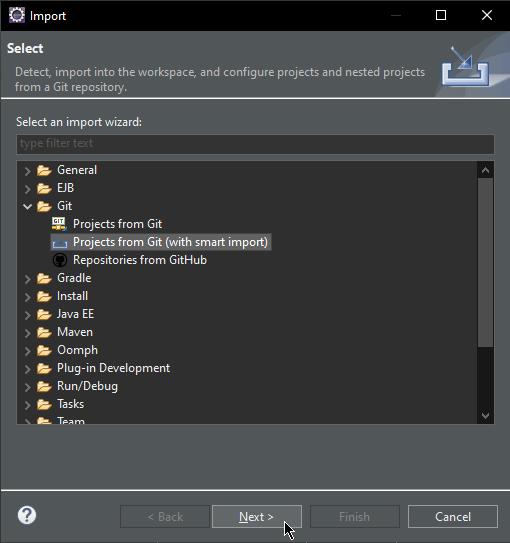 Import
Select
Detect, import into the workspace, and configure projects and nested projects
from a Git repository.
Select an import wizard:
type filter text
General
EJB
Git
GIT
Projects from Git
Projects from Git (with smart import)
Repositories from GitHub
Gradle
Install
Java EE
Maven
Oomph
Plug-in Development
Run/Debug
Tasks
Team
?
< Back
Next >
Finish
Cancel